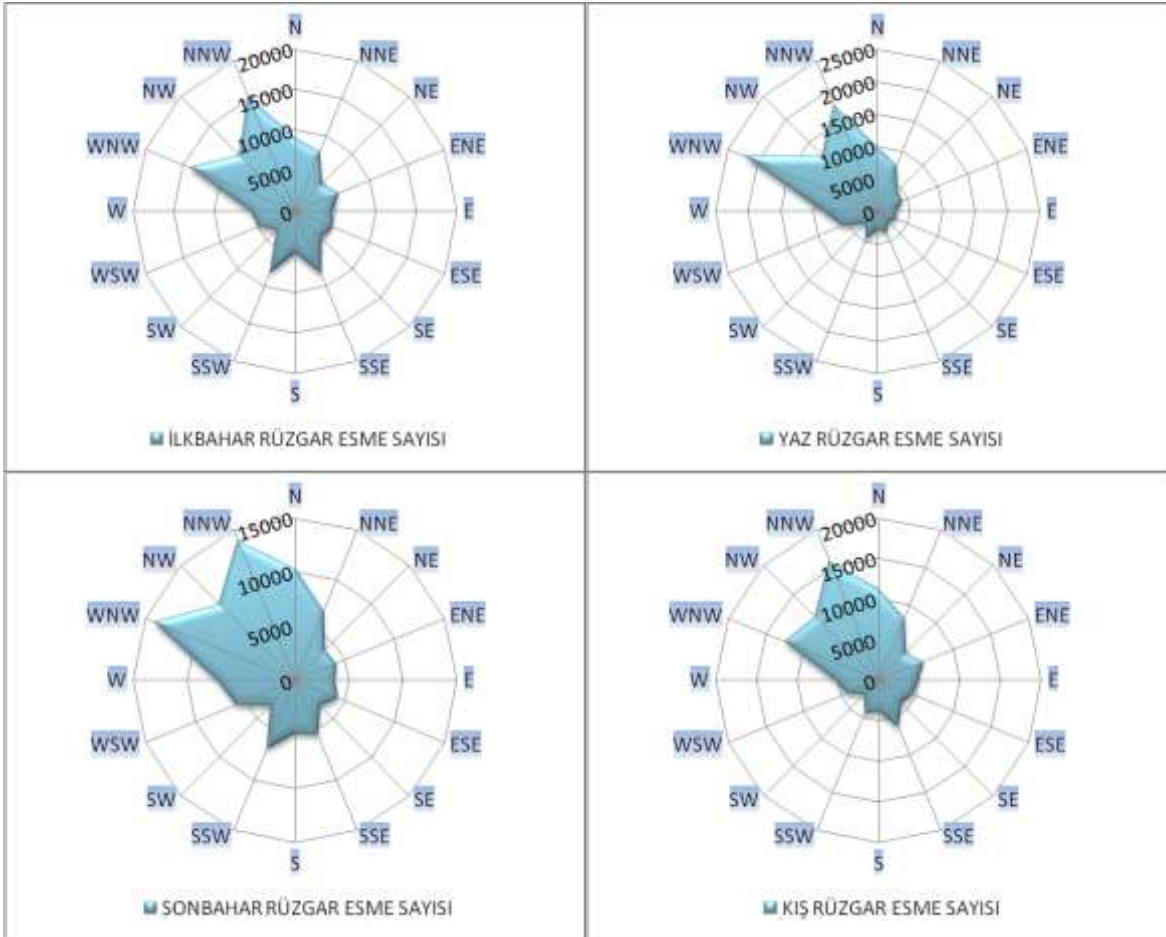 N
NNW
NNE
NW
NE
WNW
ENE
W
E
WSW
ESE
SW
SE
SSW
SSE
S
20000
15000
10000
5000
0
İLKBAHAR RÜZGAR ESME SAYISI
N
NNW
NNE
NW
NE
WNW
ENE
W
E
WSW
ESE
SW
SE
SSW
SSE
S
25000
20000
15000
10000
5000
0
YAZ RÜZGAR ESME SAYISI
N
NNW
NNE
NW
NE
WNW
ENE
W
E
WSW
ESE
SW
SE
SSW
SSE
S
15000
10000
5000
0
SONBAHAR RÜZGAR ESME SAYISI
N
NNW
NNE
NW
NE
WNW
ENE
W
E
WSW
ESE
SW
SE
SSW
SSE
S
20000
15000
10000
5000
0
KIŞ RÜZGAR ESME SAYISI